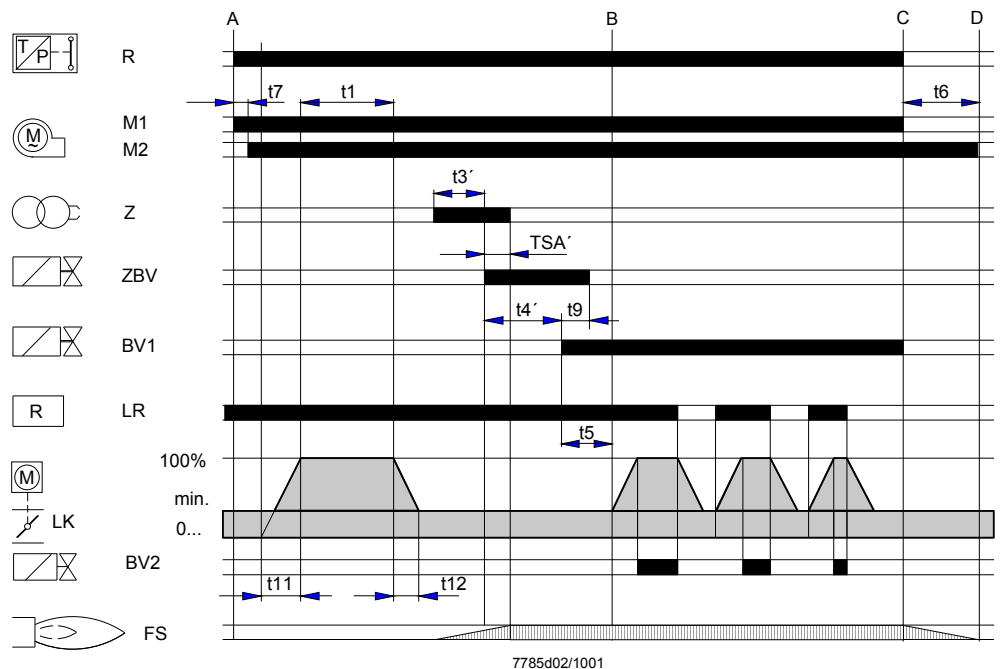 A B C D
T/P R
t7 t1 t6
M1
M ~
M2
t3´
Z
TSA´
ZBV
t4´ t9
BV1
R LR
t5
100%
M
min.
LK
0...
BV2
t11 t12
FS
7785d02/1001